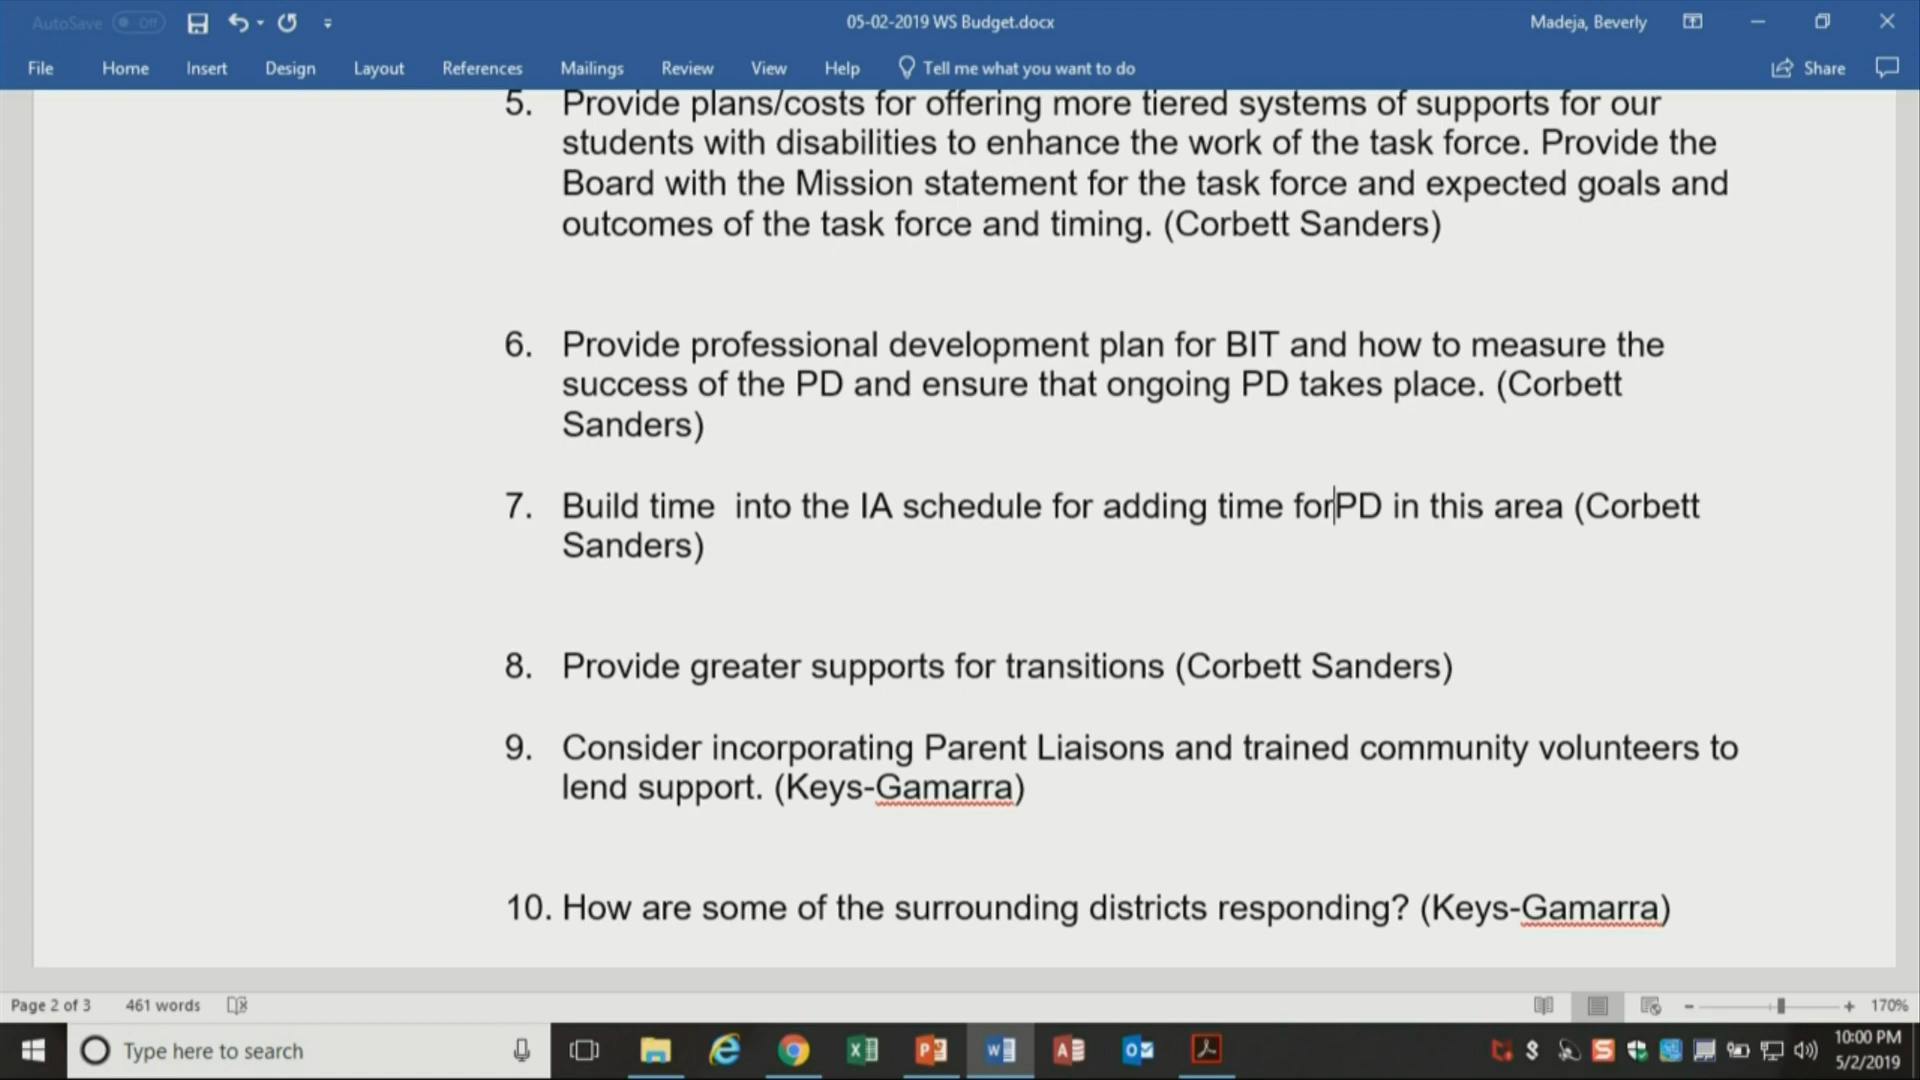 AutoSave Off 05-02-2019 WS Budget.docx Madeja, Beverly
File Home Insert Design Layout References Mailings Review View Help Tell me what you want to do Share
5. Provide plans/costs for offering more tiered systems of supports for our
students with disabilities to enhance the work of the task force. Provide the
Board with the Mission statement for the task force and expected goals and
outcomes of the task force and timing. (Corbett Sanders)
6. Provide professional development plan for BIT and how to measure the
success of the PD and ensure that ongoing PD takes place. (Corbett
Sanders)
7. Build time  into the IA schedule for adding time forPD in this area (Corbett
Sanders)
8. Provide greater supports for transitions (Corbett Sanders)
9. Consider incorporating Parent Liaisons and trained community volunteers to
lend support. (Keys-Gamarra)
10. How are some of the surrounding districts responding? (Keys-Gamarra)
Page 2 of 3 461 words 170%
Type here to search 10:00 PM
5/2/2019